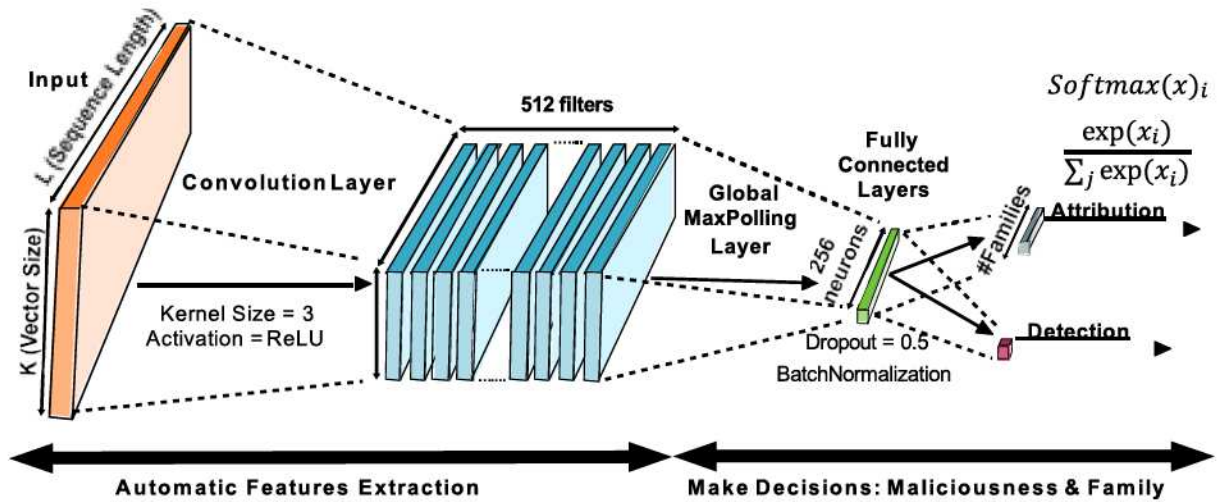 Input
L (Sequence Length)
K (Vector Size)
Convolution Layer
Kernel Size = 3
Activation = ReLU
512 filters
Global
MaxPolling
Layer
256
neurons
Fully
Connected
Layers
Dropout = 0.5
BatchNormalization
#Families
Softmax(x)i
exp(xi)
∑j exp(xi)
Attribution
Detection
Automatic Features Extraction
Make Decisions: Maliciousness & Family